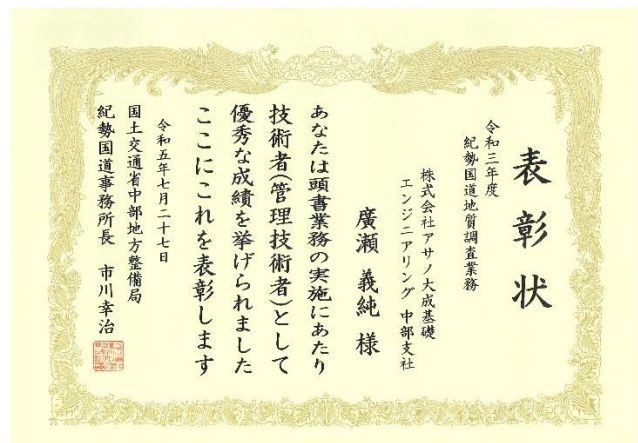 表彰状
令和三年度
紀勢国道地質調査業務
株式会社アサノ大成基礎
エンジニアリング 中部支社
廣瀬 義純 様
あなたは頭書業務の実施にあたり
技術者(管理技術者)として
優秀な成績を挙げられました
ここにこれを表彰します
令和五年七月二十七日
国土交通省中部地方整備局
紀勢国道事務所長 市川幸治